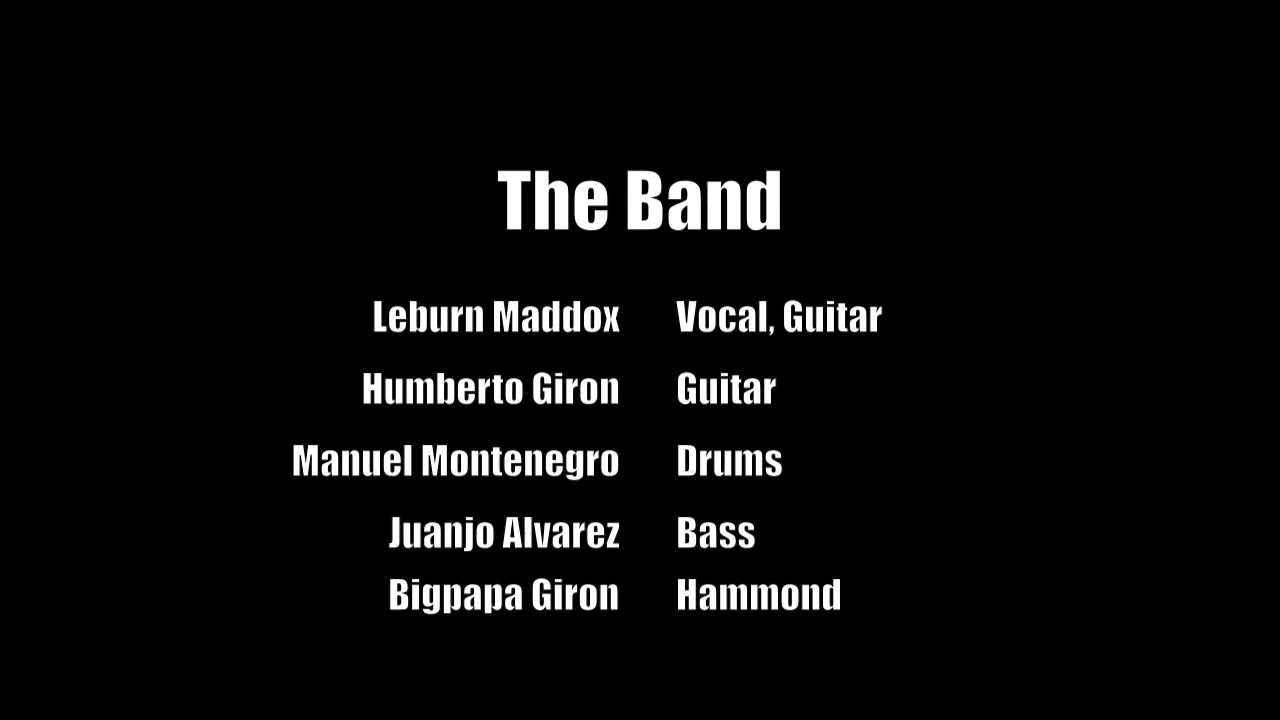 The Band
Leburn Maddox Vocal, Guitar
Humberto Giron Guitar
Manuel Montenegro Drums
Juanjo Alvarez Bass
Bigpapa Giron Hammond